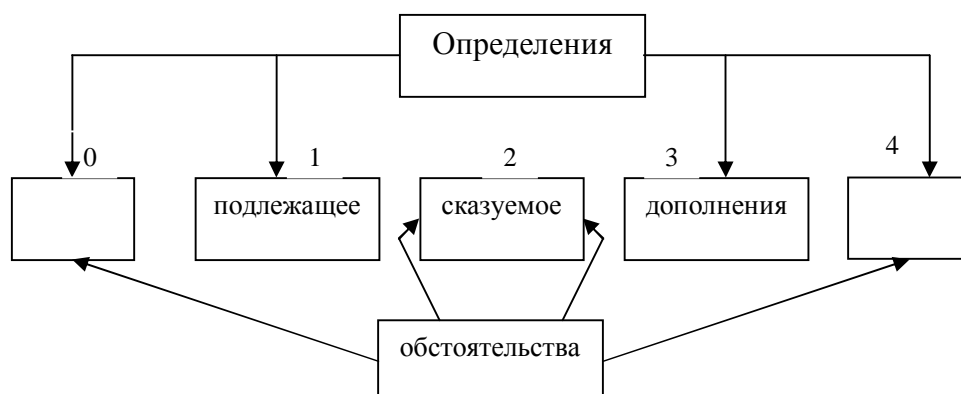 Определения
0 1 2 3 4
подлежащее сказуемое дополнения
обстоятельства